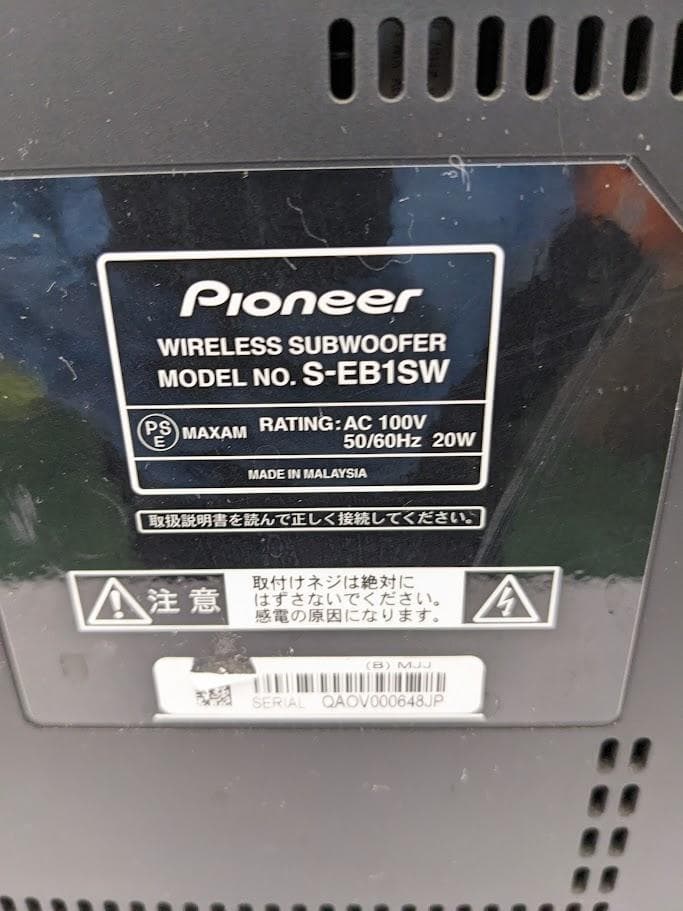 Pioneer
WIRELESS SUBWOOFER
MODEL NO. S-EB1SW
PS
E
MAXAM
RATING: AC 100V
50/60Hz 20W
MADE IN MALAYSIA
取扱説明書を読んで正しく接続してください。
注意
取付けネジは絶対に
はずさないでください。
感電の原因になります。
(B) MJJ
SERIAL QAOV000648JP